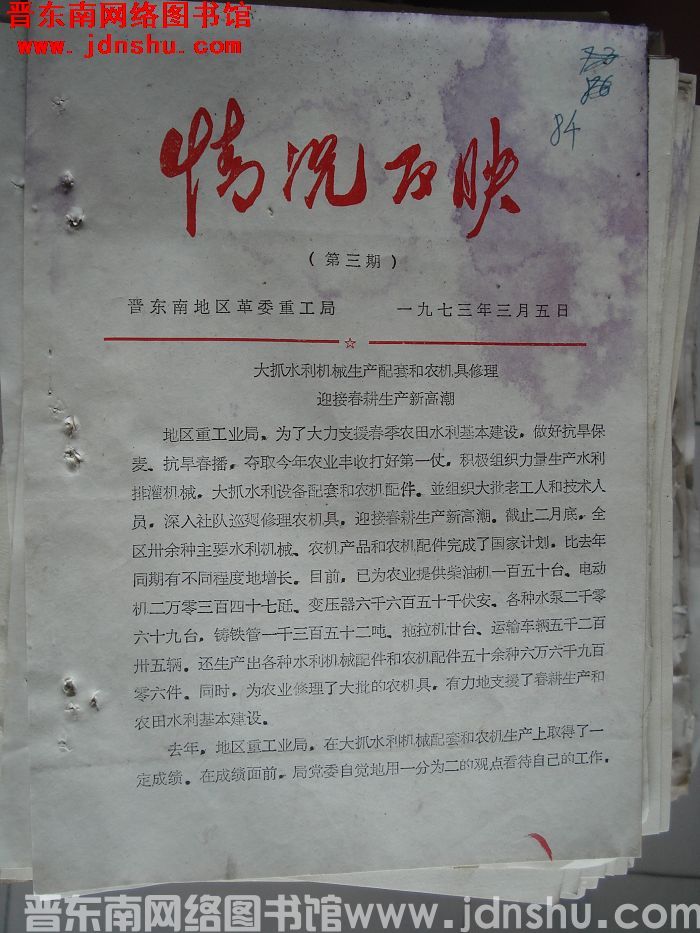 晋东南网络图书馆
www.jdnshu.com
86
84
情况反映
（第三期）
晋东南地区革委重工局 一九七三年三月五日
大抓水利机械生产配套和农机具修理
迎接春耕生产新高潮
地区重工业局，为了大力支援春季农田水利基本建设，做好抗旱保
麦、抗旱春播，夺取今年农业丰收打好第一仗，积极组织力量生产水利
排灌机械，大抓水利设备配套和农机配件。並组织大批老工人和技术人
员，深入社队巡廻修理农机具，迎接春耕生产新高潮。截止二月底，全
区卅余种主要水利机械、农机产品和农机配件完成了国家计划，比去年
同期有不同程度地增长。目前，已为农业提供柴油机一百五十台、电动
机二万零三百四十七瓩、变压器六千六百五十千伏安、各种水泵二千零
六十九台，铸铁管一千三百五十二吨、拖拉机廿台、运输车辆五千二百
卅五辆。还生产出各种水利机械配件和农机配件五十余种六万六千九百
零六件。同时，为农业修理了大批的农机具，有力地支援了春耕生产和
农田水利基本建设。
去年，地区重工业局，在大抓水利机械配套和农机生产上取得了一
定成绩。在成绩面前，局党委自觉地用一分为二的观点看待自己的工作，
晋东南网络图书馆www.jdnshu.com